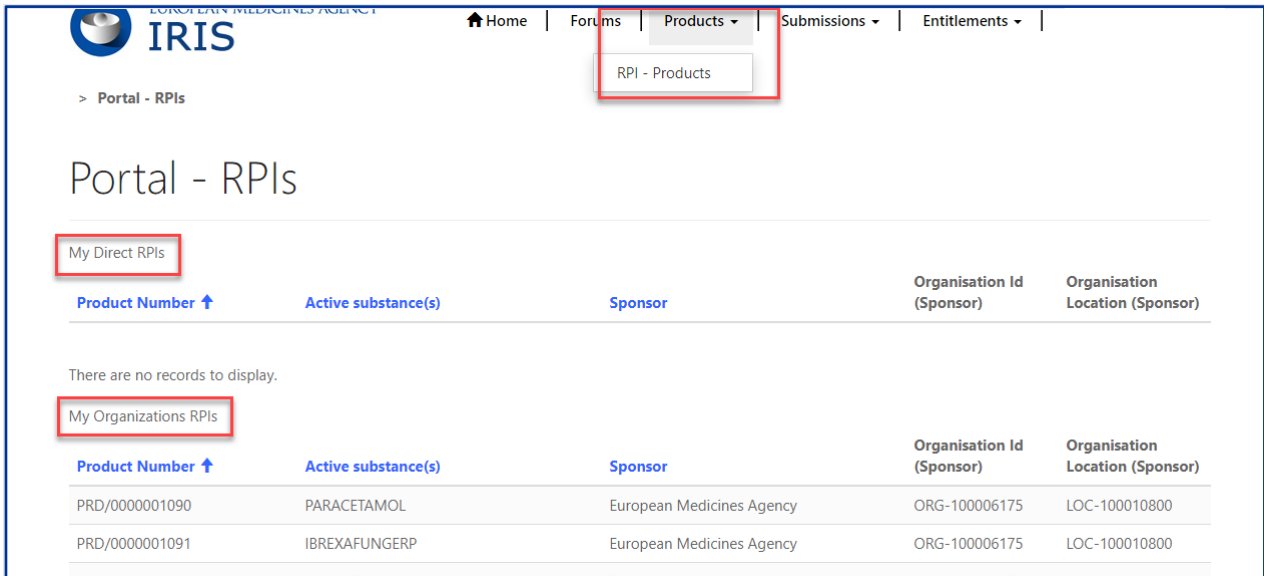 EUROPEAN MEDICINES AGENCY
IRIS
Home Forums Products Submissions Entitlements
RPI - Products
> Portal - RPIs
Portal - RPIs
My Direct RPIs
Product Number Active substance(s) Sponsor Organisation Id (Sponsor) Organisation Location (Sponsor)
There are no records to display.
My Organizations RPIs
Product Number Active substance(s) Sponsor Organisation Id (Sponsor) Organisation Location (Sponsor)
PRD/0000001090 PARACETAMOL European Medicines Agency ORG-100006175 LOC-100010800
PRD/0000001091 IBREXAFUNGERP European Medicines Agency ORG-100006175 LOC-100010800